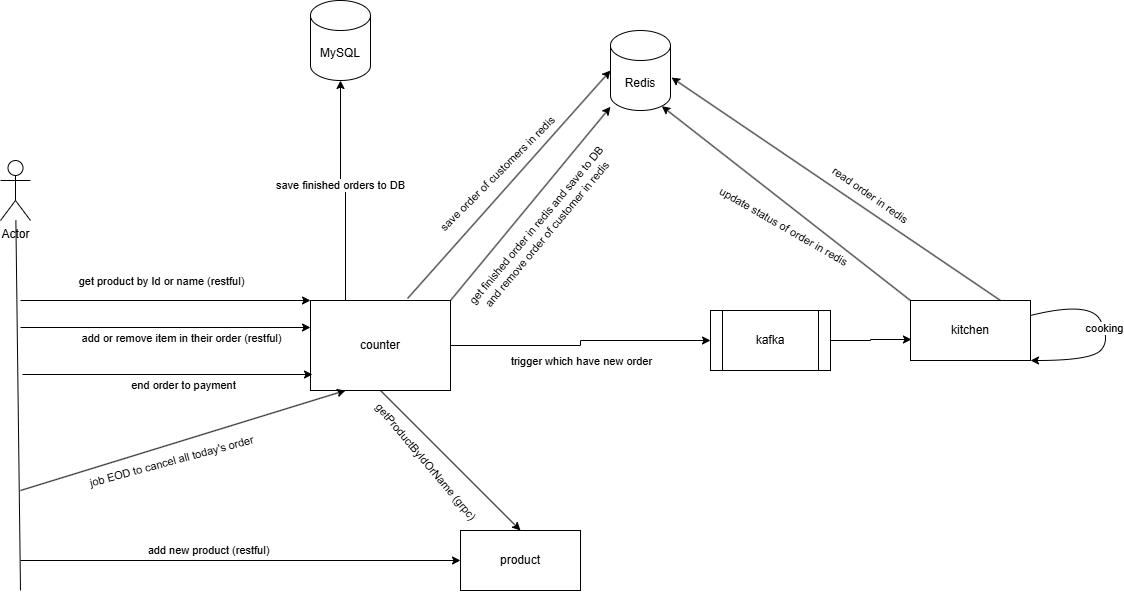 MySQL
Redis
save finished orders to DB
save order of customers in redis
get finished order in redis and save to DB
and remove order of customer in redis
read order in redis
update status of order in redis
Actor
get product by Id or name (restful)
add or remove item in their order (restful)
end order to payment
counter
trigger which have new order
kafka
kitchen
cooking
job EOD to cancel all today's order
getProductByIdOrName (grpc)
add new product (restful)
product